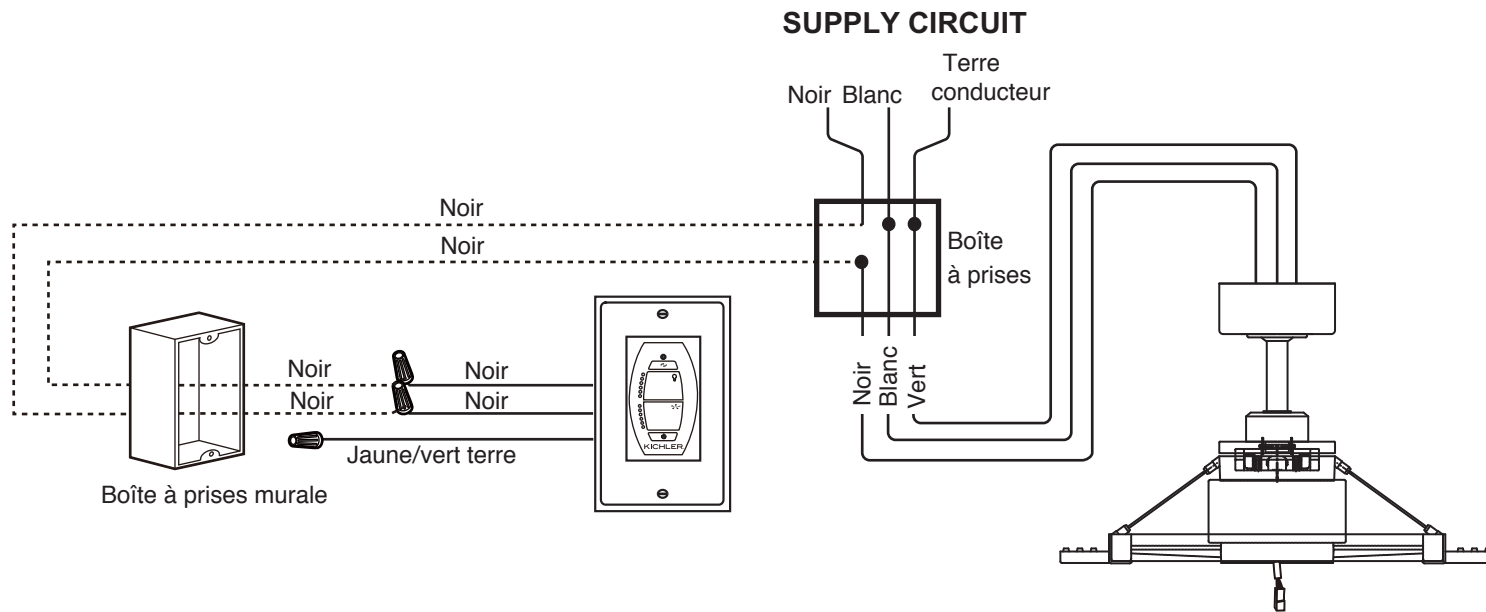 SUPPLY CIRCUIT
Terre
conducteur
Noir Blanc
Noir
Noir
Boîte
à prises
Noir
Blanc
Vert
Noir
Noir
Noir
Noir
Jaune/vert terre
KICHLER
Boîte à prises murale